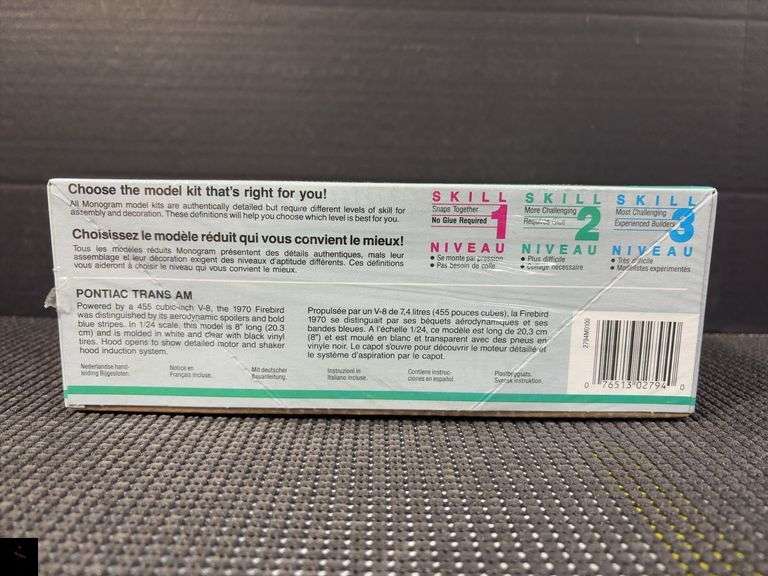 Choose the model kit that's right for you!
All Monogram model kits are authentically detailed but require different levels of skill for
assembly and decoration. These definitions will help you choose which level is best for you.
Choisissez le modèle réduit qui vous convient le mieux!
Tous les modèles réduits Monogram présentent des détails authentiques, mais leur
assemblage et leur décoration exigent des niveaux d'aptitude différents. Ces définitions
vous aideront à choisir le niveau qui vous convient le mieux.
SKILL
Snaps Together
No Glue Required
1
NIVEAU
• Se monte par pression
• Pas besoin de colle
SKILL
More Challenging
Requires Glue
2
NIVEAU
• Plus difficile
• Collage nécessaire
SKILL
Most Challenging
Experienced Builders
3
NIVEAU
• Très difficile
• Modélistes expérimentés
PONTIAC TRANS AM
Powered by a 455 cubic-inch V-8, the 1970 Firebird
was distinguished by its aerodynamic spoilers and bold
blue stripes. In 1/24 scale, this model is 8" long (20.3
cm) and is molded in white and clear with black vinyl
tires. Hood opens to show detailed motor and shaker
hood induction system.
Propulsée par un V-8 de 7,4 litres (455 pouces cubes), la Firebird
1970 se distinguait par ses béquets aérodynamiques et ses
bandes bleues. A l'échelle 1/24, ce modèle est long de 20,3 cm
(8") et est moulé en blanc et transparent avec des pneus en
vinyle noir. Le capot s'ouvre pour découvrir le moteur détaillé et
le système d'aspiration par le capot.
Nederlandse hand-
leiding Bijgesloten.
Notice en
Français incluse.
Mit deutscher
Bauanleitung.
Instruzioni in
Italiano incluse.
Contiene instruc-
ciones en español
Plastbyggsats.
Svensk instruktion.
2794M0100
0 76513 02794 0